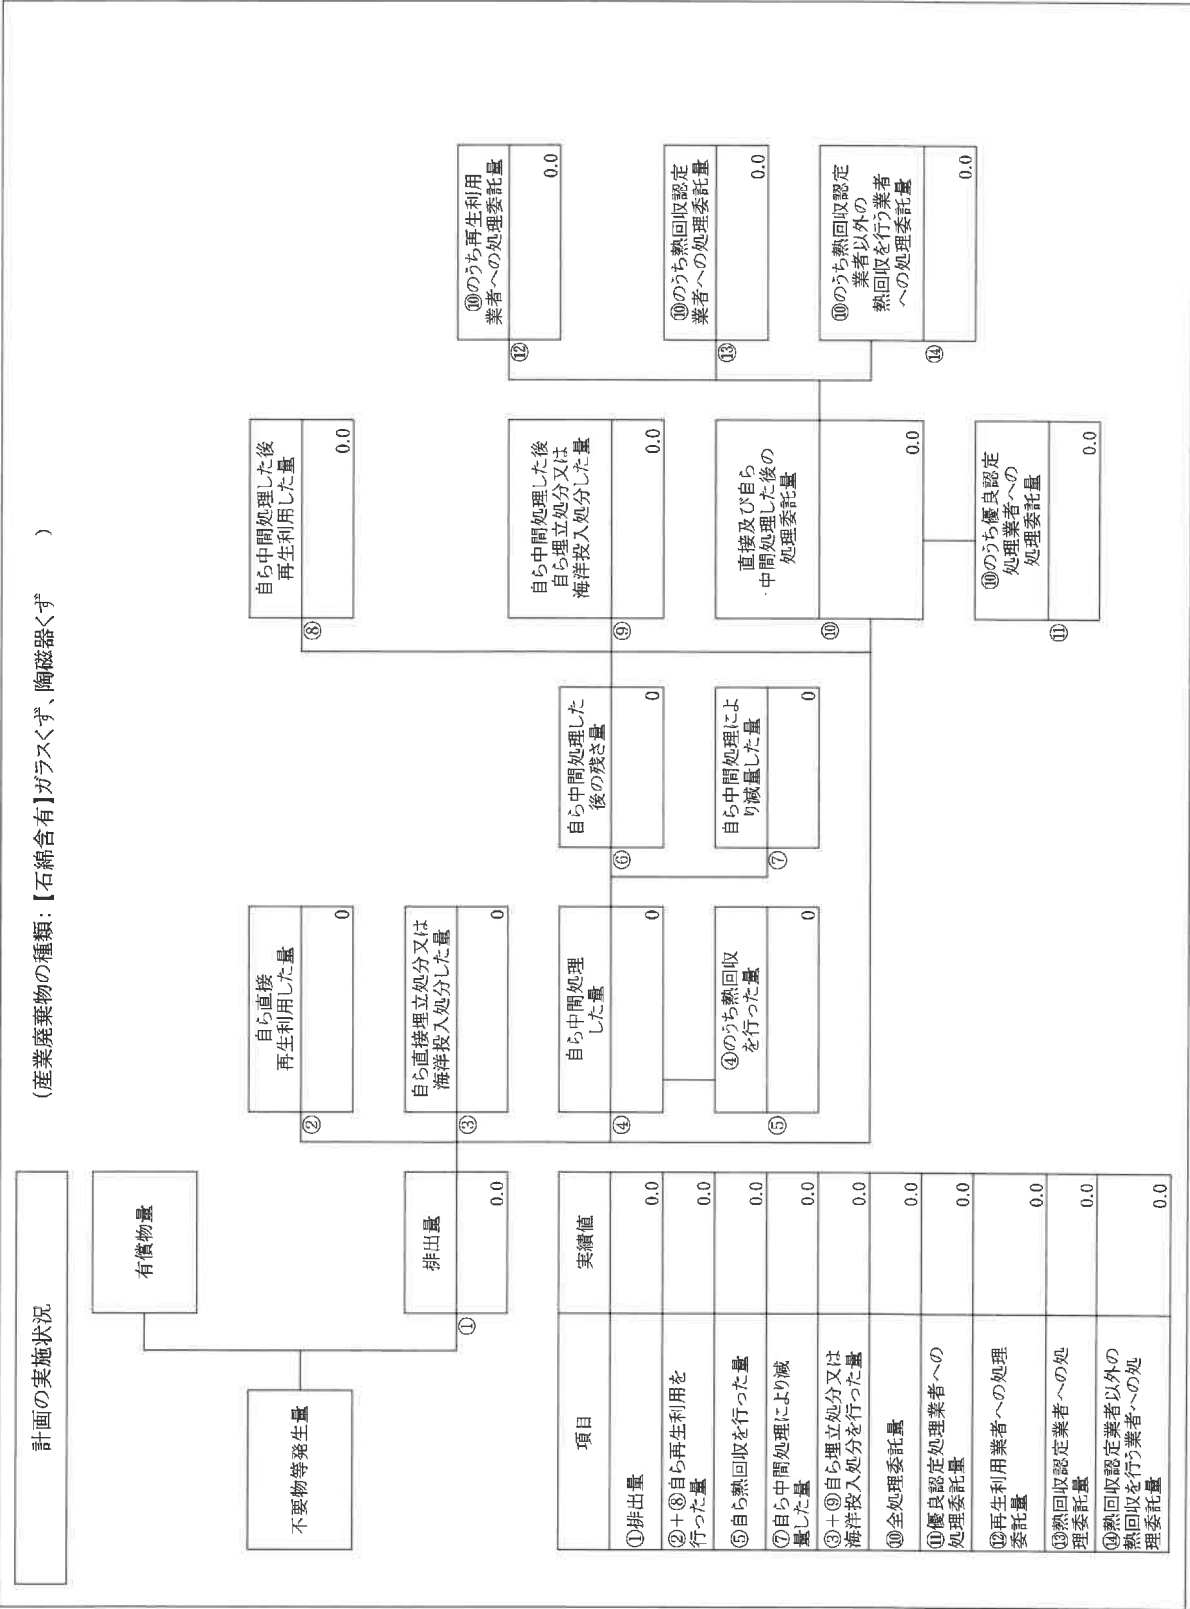 計画の実施状況
(産業廃棄物の種類：【石綿含有】ガラスくず、陶磁器くず )
不要物等発生量
有償物量
①
排出量
0.0
②
自ら直接
再生利用した量
0
③
自ら直接埋立処分又は
海洋投入処分した量
0
④
自ら中間処理
した量
0
⑤
④のうち熱回収
を行った量
0
⑥
自ら中間処理した
後の残さ量
0
⑦
自ら中間処理によ
り減量した量
0
⑧
自ら中間処理した後
再生利用した量
0.0
⑨
自ら中間処理した後
自ら埋立処分又は
海洋投入処分した量
0.0
⑩
直接及び自ら
中間処理した後の
処理委託量
0.0
⑪
⑩のうち優良認定
処理業者への
処理委託量
0.0
⑫
⑩のうち再生利用
業者への処理委託量
0.0
⑬
⑩のうち熱回収認定
業者への処理委託量
0.0
⑭
⑩のうち熱回収認定
業者以外の
熱回収を行う業者
への処理委託量
0.0
項目 実績値
①排出量 0.0
②+⑧自ら再生利用を
行った量 0.0
⑤自ら熱回収を行った量 0.0
⑦自ら中間処理により減
量した量 0.0
③+⑨自ら埋立処分又は
海洋投入処分を行った量 0.0
⑩全処理委託量 0.0
⑪優良認定処理業者への
処理委託量 0.0
⑫再生利用業者への処理
委託量 0.0
⑬熱回収認定業者への処
理委託量 0.0
⑭熱回収認定業者以外の
熱回収を行う業者への処
理委託量 0.0